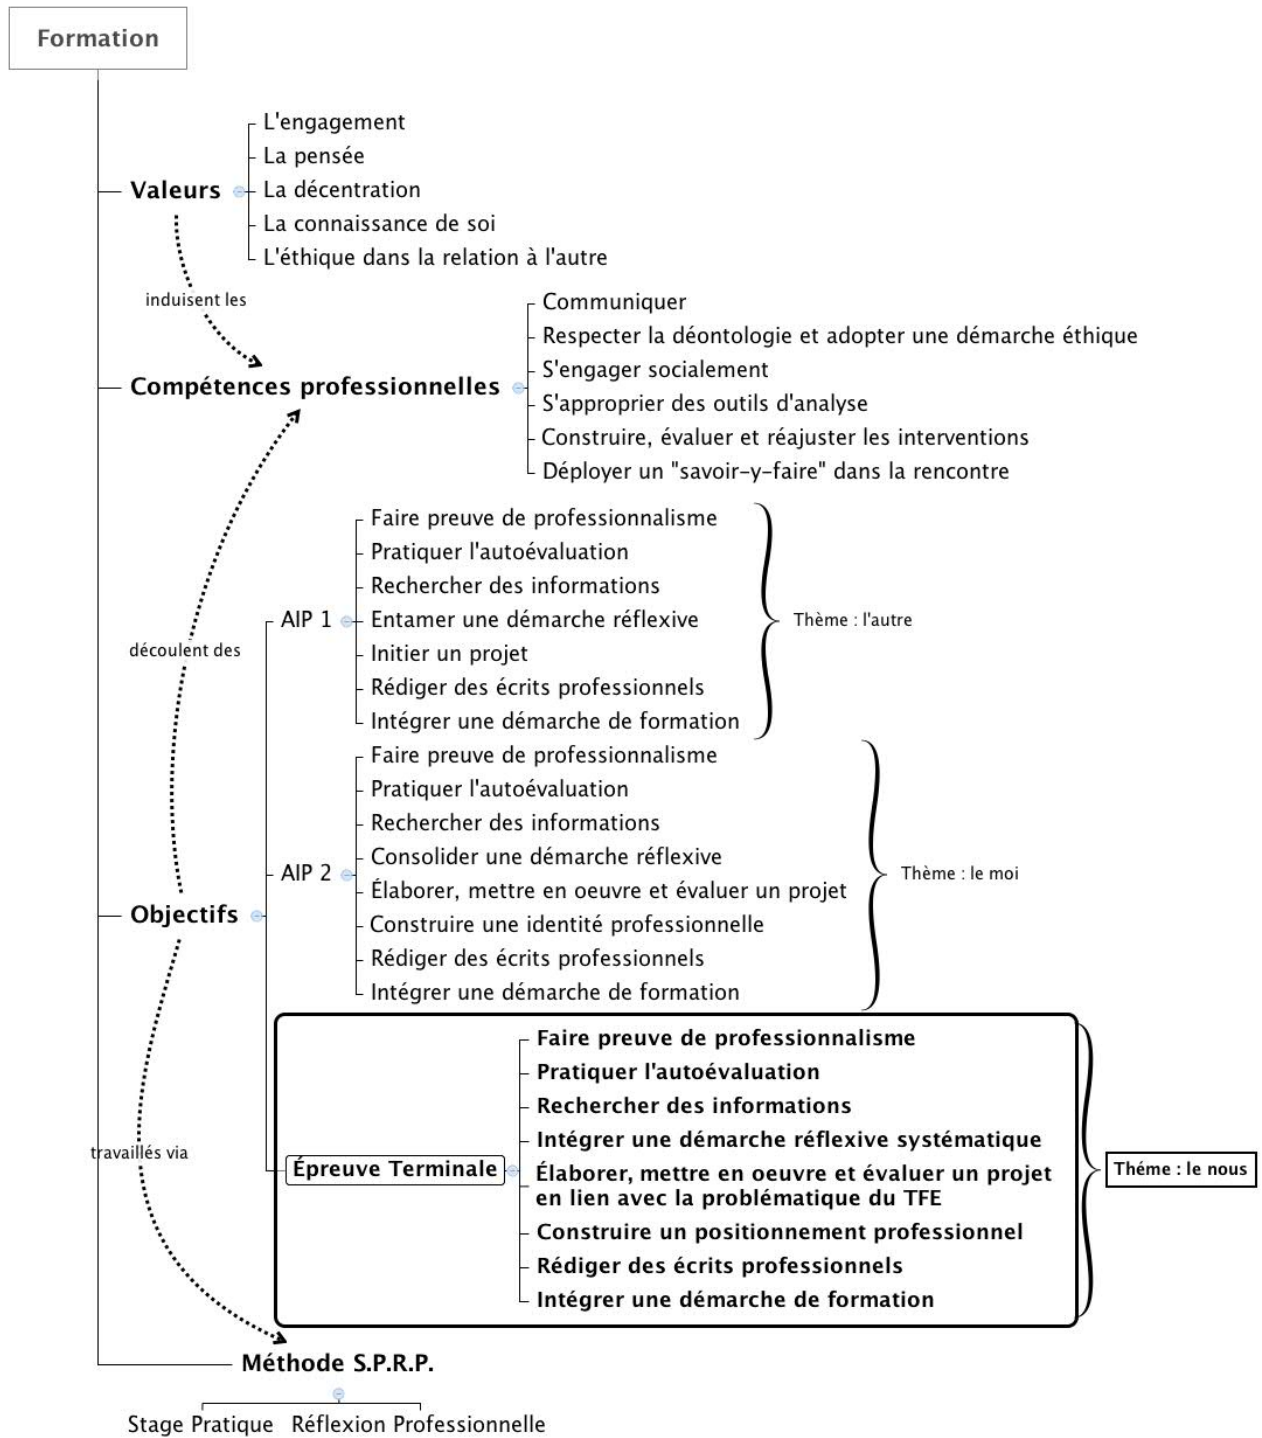 Formation
L'engagement
La pensée
Valeurs
La décentration
La connaissance de soi
L'éthique dans la relation à l'autre
induisent les
Communiquer
Respecter la déontologie et adopter une démarche éthique
S'engager socialement
Compétences professionnelles
S'approprier des outils d'analyse
Construire, évaluer et réajuster les interventions
Déployer un "savoir-y-faire" dans la rencontre
découlent des
Objectifs
AIP 1
Faire preuve de professionnalisme
Pratiquer l'autoévaluation
Rechercher des informations
Entamer une démarche réflexive
Initier un projet
Rédiger des écrits professionnels
Intégrer une démarche de formation
Thème : l'autre
AIP 2
Faire preuve de professionnalisme
Pratiquer l'autoévaluation
Rechercher des informations
Consolider une démarche réflexive
Élaborer, mettre en oeuvre et évaluer un projet
Construire une identité professionnelle
Rédiger des écrits professionnels
Intégrer une démarche de formation
Thème : le moi
Épreuve Terminale
Faire preuve de professionnalisme
Pratiquer l'autoévaluation
Rechercher des informations
Intégrer une démarche réflexive systématique
Élaborer, mettre en oeuvre et évaluer un projet
en lien avec la problématique du TFE
Construire un positionnement professionnel
Rédiger des écrits professionnels
Intégrer une démarche de formation
Théme : le nous
travaillés via
Méthode S.P.R.P.
Stage Pratique
Réflexion Professionnelle